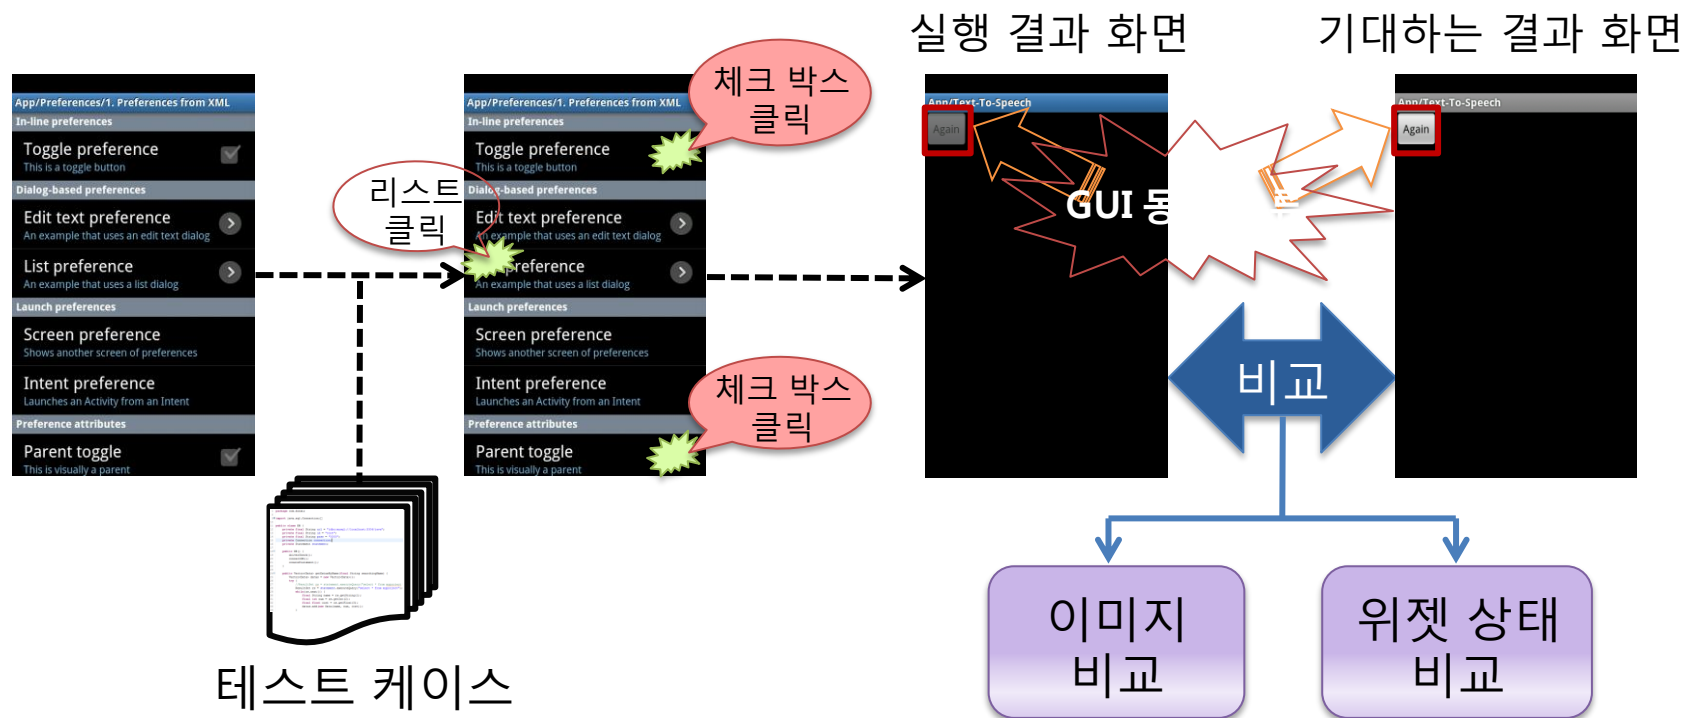 실행 결과 화면
기대하는 결과 화면
App/Preferences/1. Preferences from XML
In-line preferences
Toggle preference
This is a toggle button
Dialog-based preferences
Edit text preference
An example that uses an edit text dialog
List preference
An example that uses a list dialog
Launch preferences
Screen preference
Shows another screen of preferences
Intent preference
Launches an Activity from an Intent
Preference attributes
Parent toggle
This is visually a parent
리스트
클릭
App/Preferences/1. Preferences from XML
In-line preferences
Toggle preference
This is a toggle button
Dialog-based preferences
Edit text preference
An example that uses an edit text dialog
preference
An example that uses a list dialog
Launch preferences
Screen preference
Shows another screen of preferences
Intent preference
Launches an Activity from an Intent
Preference attributes
Parent toggle
This is visually a parent
체크 박스
클릭
체크 박스
클릭
App/Text-To-Speech
Again
App/Text-To-Speech
Again
GUI
비교
이미지
비교
위젯 상태
비교
테스트 케이스